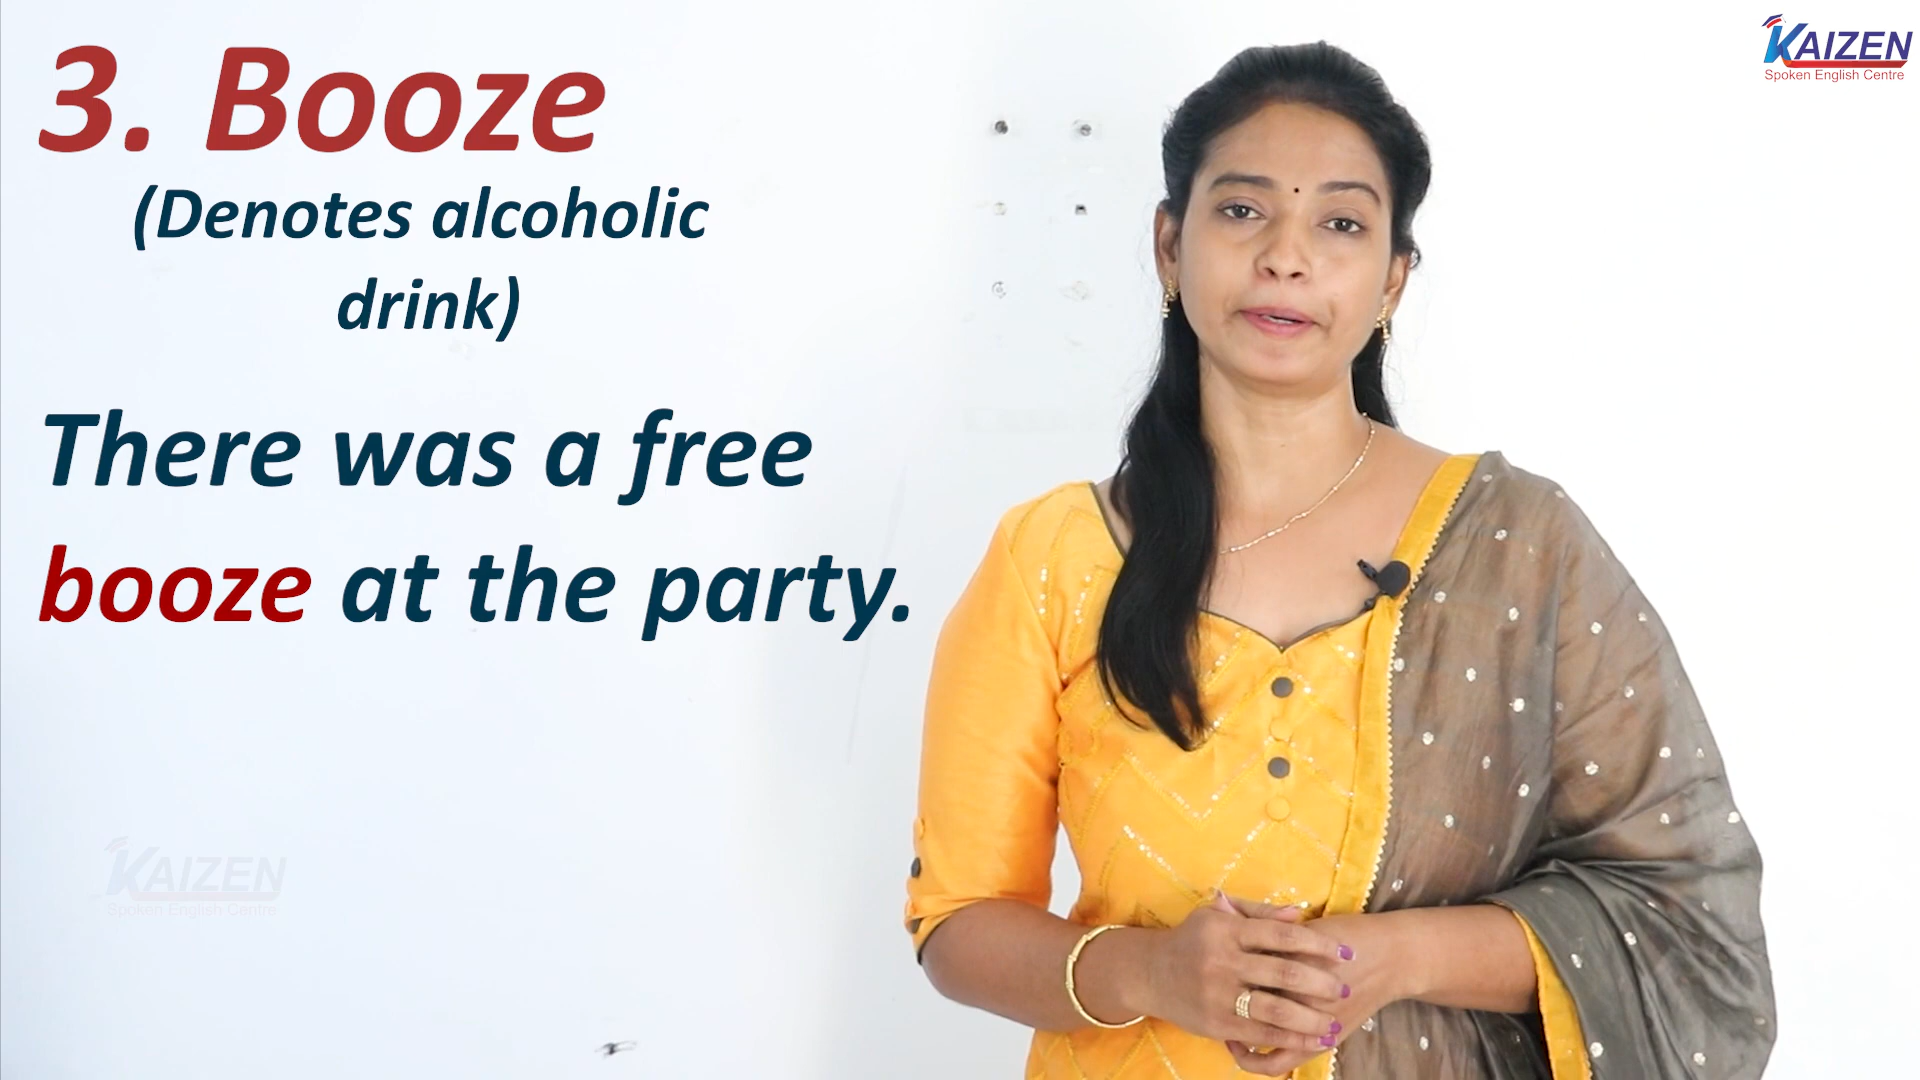 3. Booze
(Denotes alcoholic
drink)
There was a free
booze at the party.
KAIZEN
Spoken English Centre
KAIZEN
Spoken English Centre